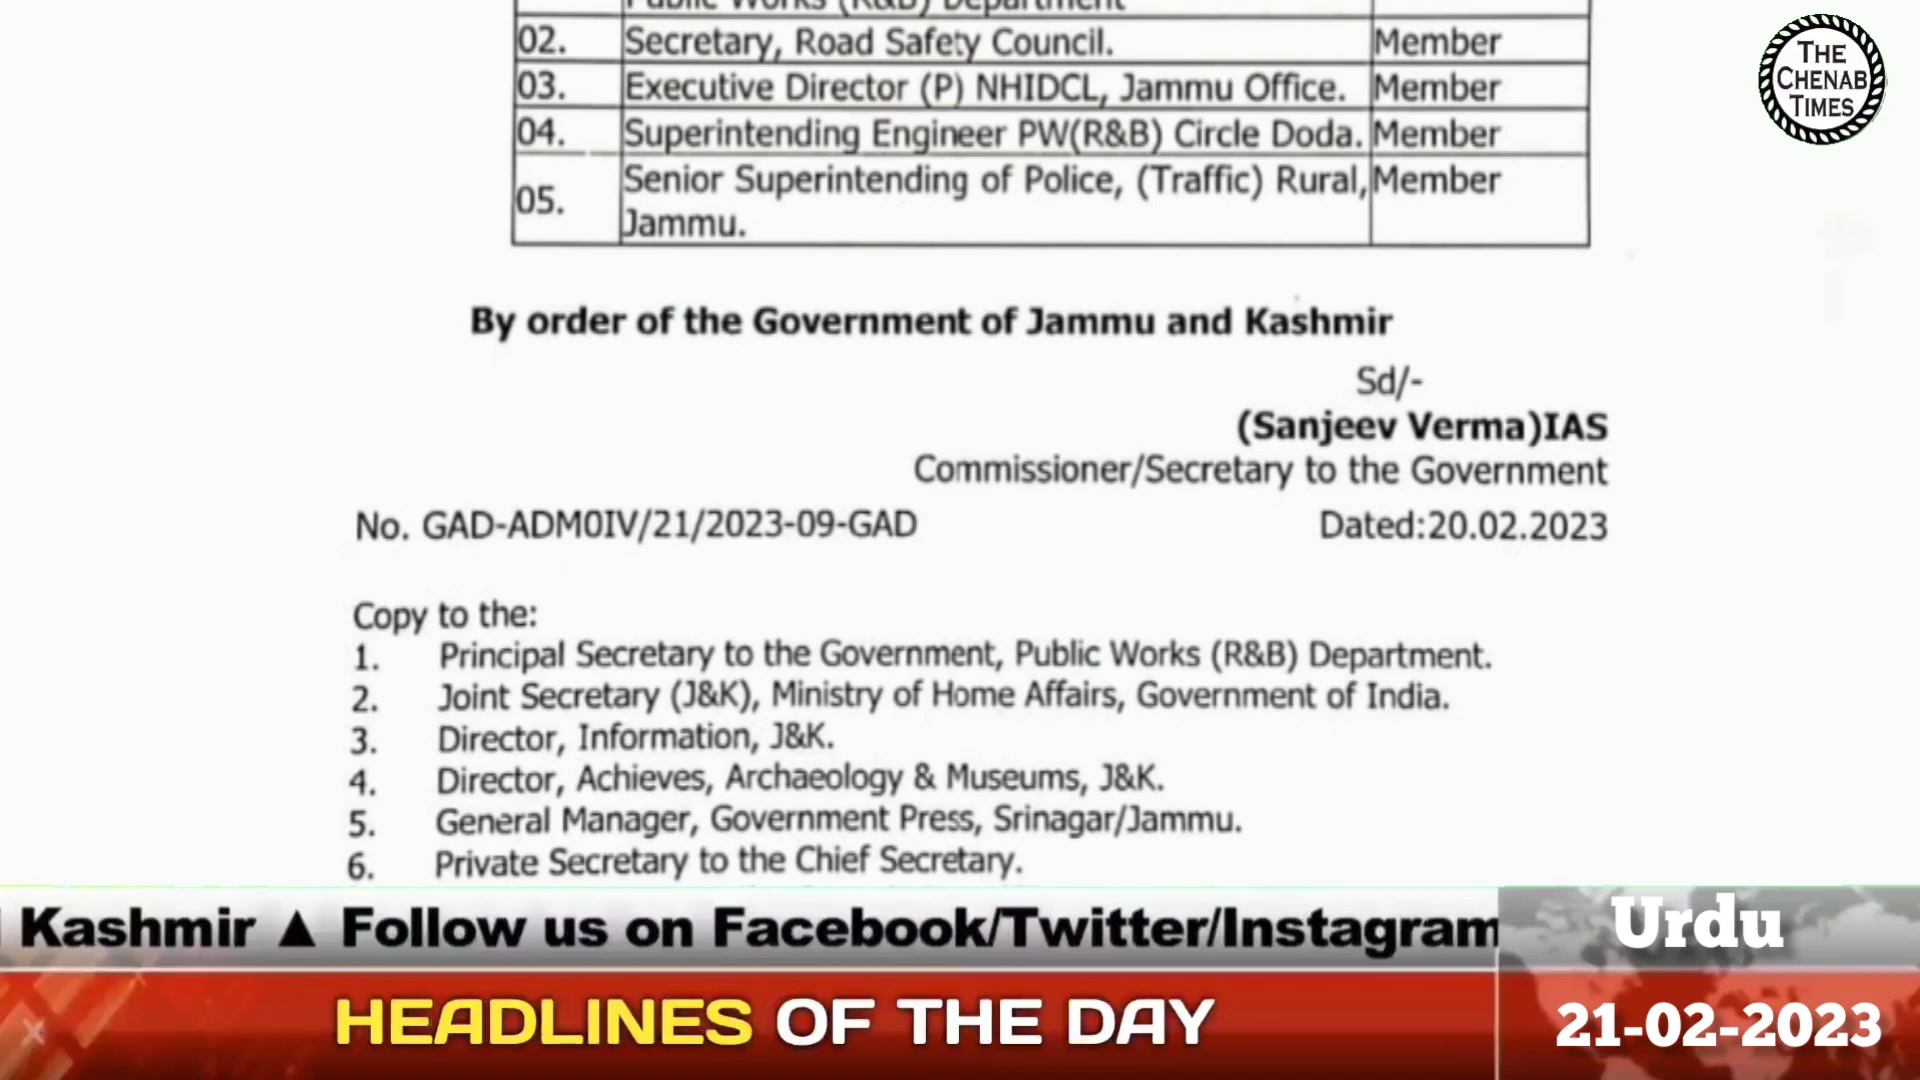 Public Works (R&B) Department
02. Secretary, Road Safety Council. Member
03. Executive Director (P) NHIDCL, Jammu Office. Member
04. Superintending Engineer PW(R&B) Circle Doda. Member
05. Senior Superintending of Police, (Traffic) Rural, Member
Jammu.
THE
CHENAB
TIMES
By order of the Government of Jammu and Kashmir
Sd/-
(Sanjeev Verma)IAS
Commissioner/Secretary to the Government
No. GAD-ADM0IV/21/2023-09-GAD Dated:20.02.2023
Copy to the:
1. Principal Secretary to the Government, Public Works (R&B) Department.
2. Joint Secretary (J&K), Ministry of Home Affairs, Government of India.
3. Director, Information, J&K.
4. Director, Achieves, Archaeology & Museums, J&K.
5. General Manager, Government Press, Srinagar/Jammu.
6. Private Secretary to the Chief Secretary.
Kashmir ▲ Follow us on Facebook/Twitter/Instagram
Urdu
HEADLINES OF THE DAY
21-02-2023